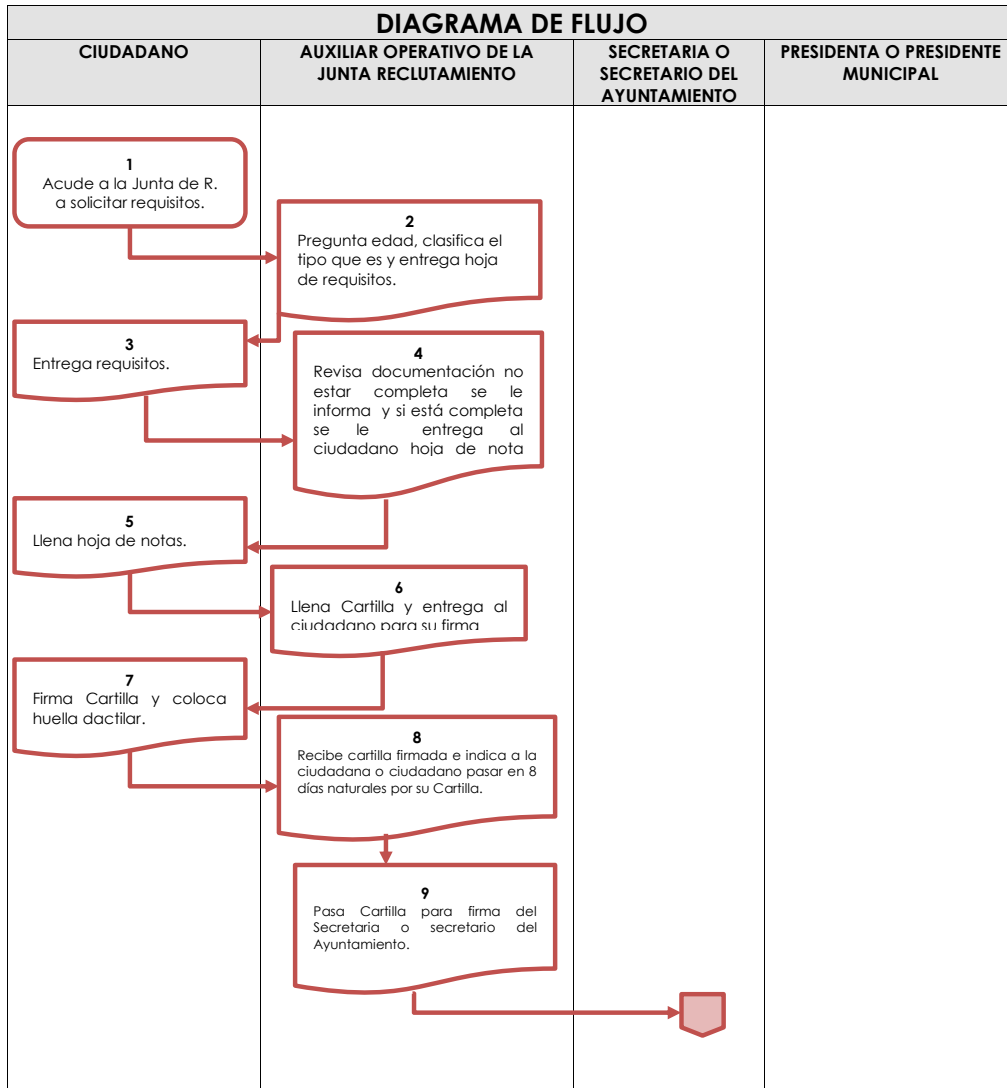 DIAGRAMA DE FLUJO
CIUDADANO
AUXILIAR OPERATIVO DE LA
JUNTA RECLUTAMIENTO
SECRETARIA O
SECRETARIO DEL
AYUNTAMIENTO
PRESIDENTA O PRESIDENTE
MUNICIPAL
1
Acude a la Junta de R.
a solicitar requisitos.
2
Pregunta edad, clasifica el
tipo que es y entrega hoja
de requisitos.
3
Entrega requisitos.
4
Revisa documentación no
estar completa se le
informa y si está completa
se le entrega al
ciudadano hoja de nota
5
Llena hoja de notas.
6
Llena Cartilla y entrega al
ciudadano para su firma
7
Firma Cartilla y coloca
huella dactilar.
8
Recibe cartilla firmada e indica a la
ciudadana o ciudadano pasar en 8
días naturales por su Cartilla.
9
Pasa Cartilla para firma del
Secretaria o secretario del
Ayuntamiento.